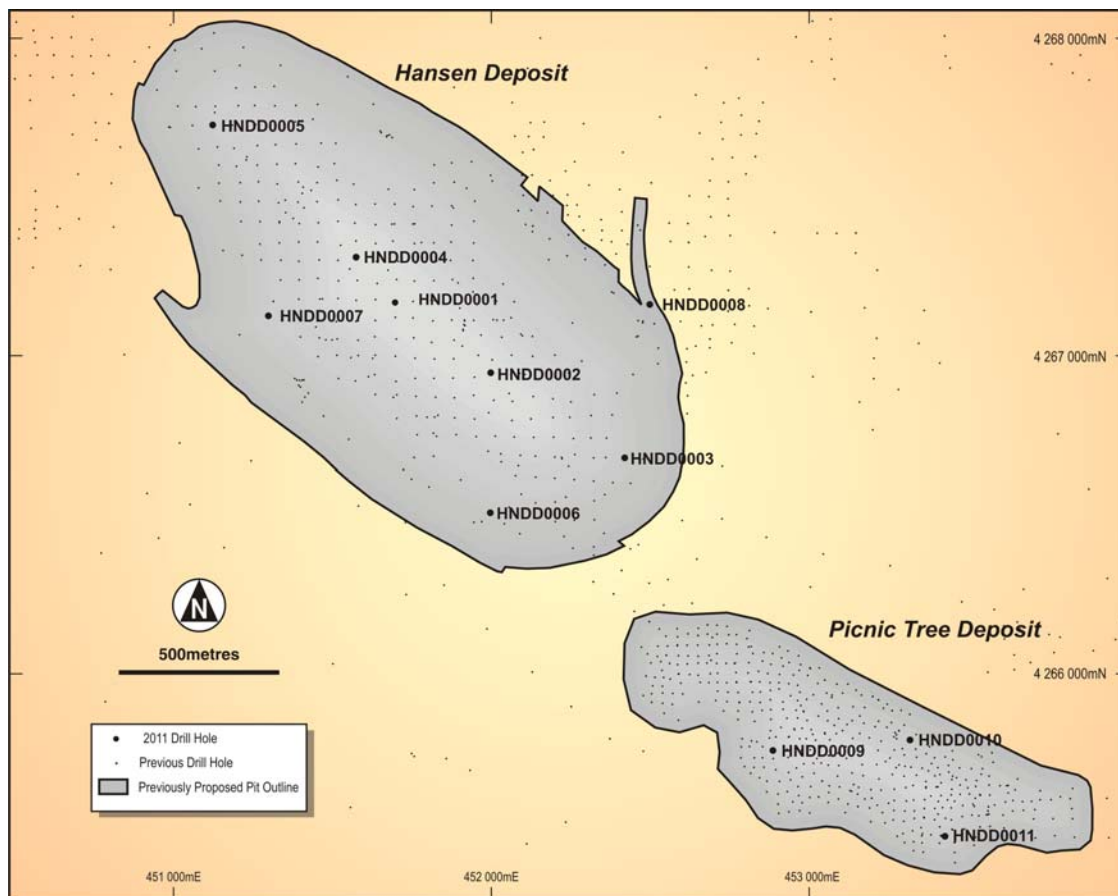 4 268 000mN
Hansen Deposit
HNDD0005
HNDD0004
HNDD0001
HNDD0008
HNDD0007
4 267 000mN
HNDD0002
HNDD0003
HNDD0006
N
500metres
Picnic Tree Deposit
4 266 000mN
2011 Drill Hole
Previous Drill Hole
Previously Proposed Pit Outline
HNDD0010
HNDD0009
HNDD0011
451 000mE
452 000mE
453 000mE